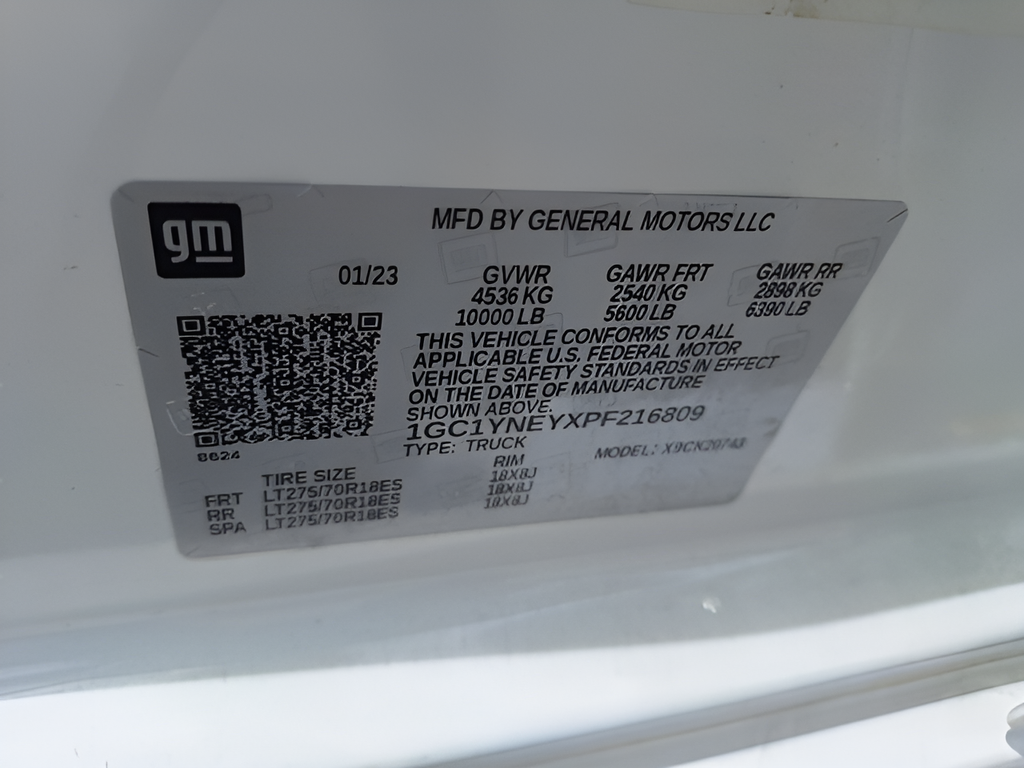 gm
MFD BY GENERAL MOTORS LLC
01/23 GVWR GAWR FRT GAWR RR
4536 KG 2540 KG 2898 KG
10000 LB 5600 LB 6390 LB
THIS VEHICLE CONFORMS TO ALL
APPLICABLE U.S. FEDERAL MOTOR
VEHICLE SAFETY STANDARDS IN EFFECT
ON THE DATE OF MANUFACTURE
SHOWN ABOVE.
1GC1YNEYXPF216809
8824
TYPE: TRUCK MODEL:
TIRE SIZE RIM
FRT LT275/70R18ES 18X8J
RR LT275/70R18ES 18X8J
SPA LT275/70R18ES 18X8J